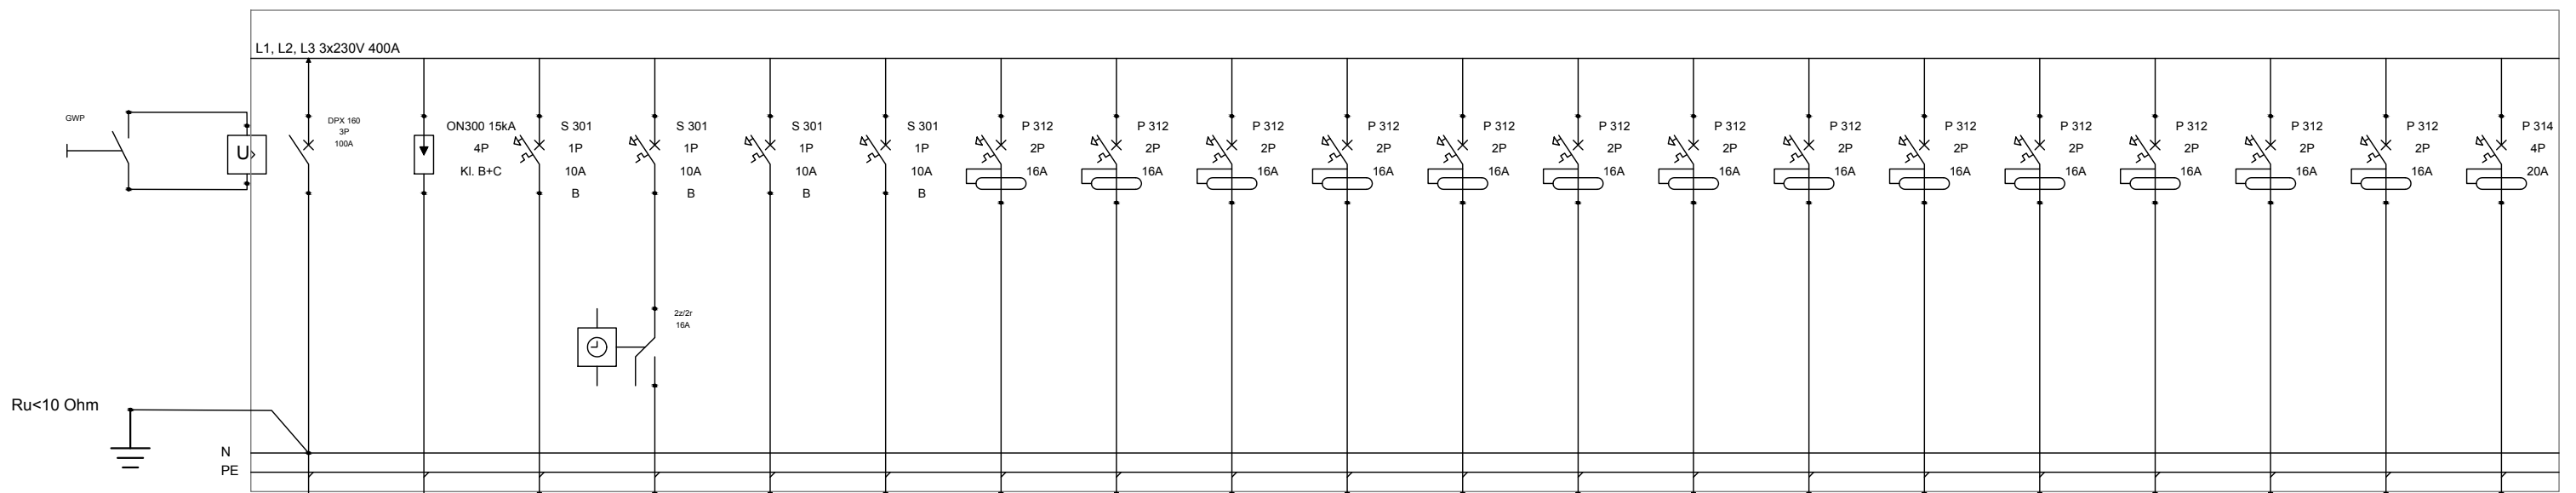 L1, L2, L3 3x230V 400A
GWP
U>
DPX 160
3P
100A
ON300 15kA
4P
Kl. B+C
S 301
1P
10A
B
S 301
1P
10A
B
S 301
1P
10A
B
S 301
1P
10A
B
P 312
2P
16A
P 312
2P
16A
P 312
2P
16A
P 312
2P
16A
P 312
2P
16A
P 312
2P
16A
P 312
2P
16A
P 312
2P
16A
P 312
2P
16A
P 312
2P
16A
P 312
2P
16A
P 312
2P
16A
P 312
2P
16A
P 314
4P
20A
2z/2r
16A
Ru<10 Ohm
N
PE